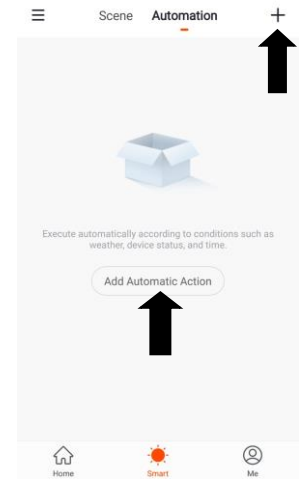 Scene Automation +
Execute automatically according to conditions such as
weather, device status, and time.
Add Automatic Action
Home Smart Me